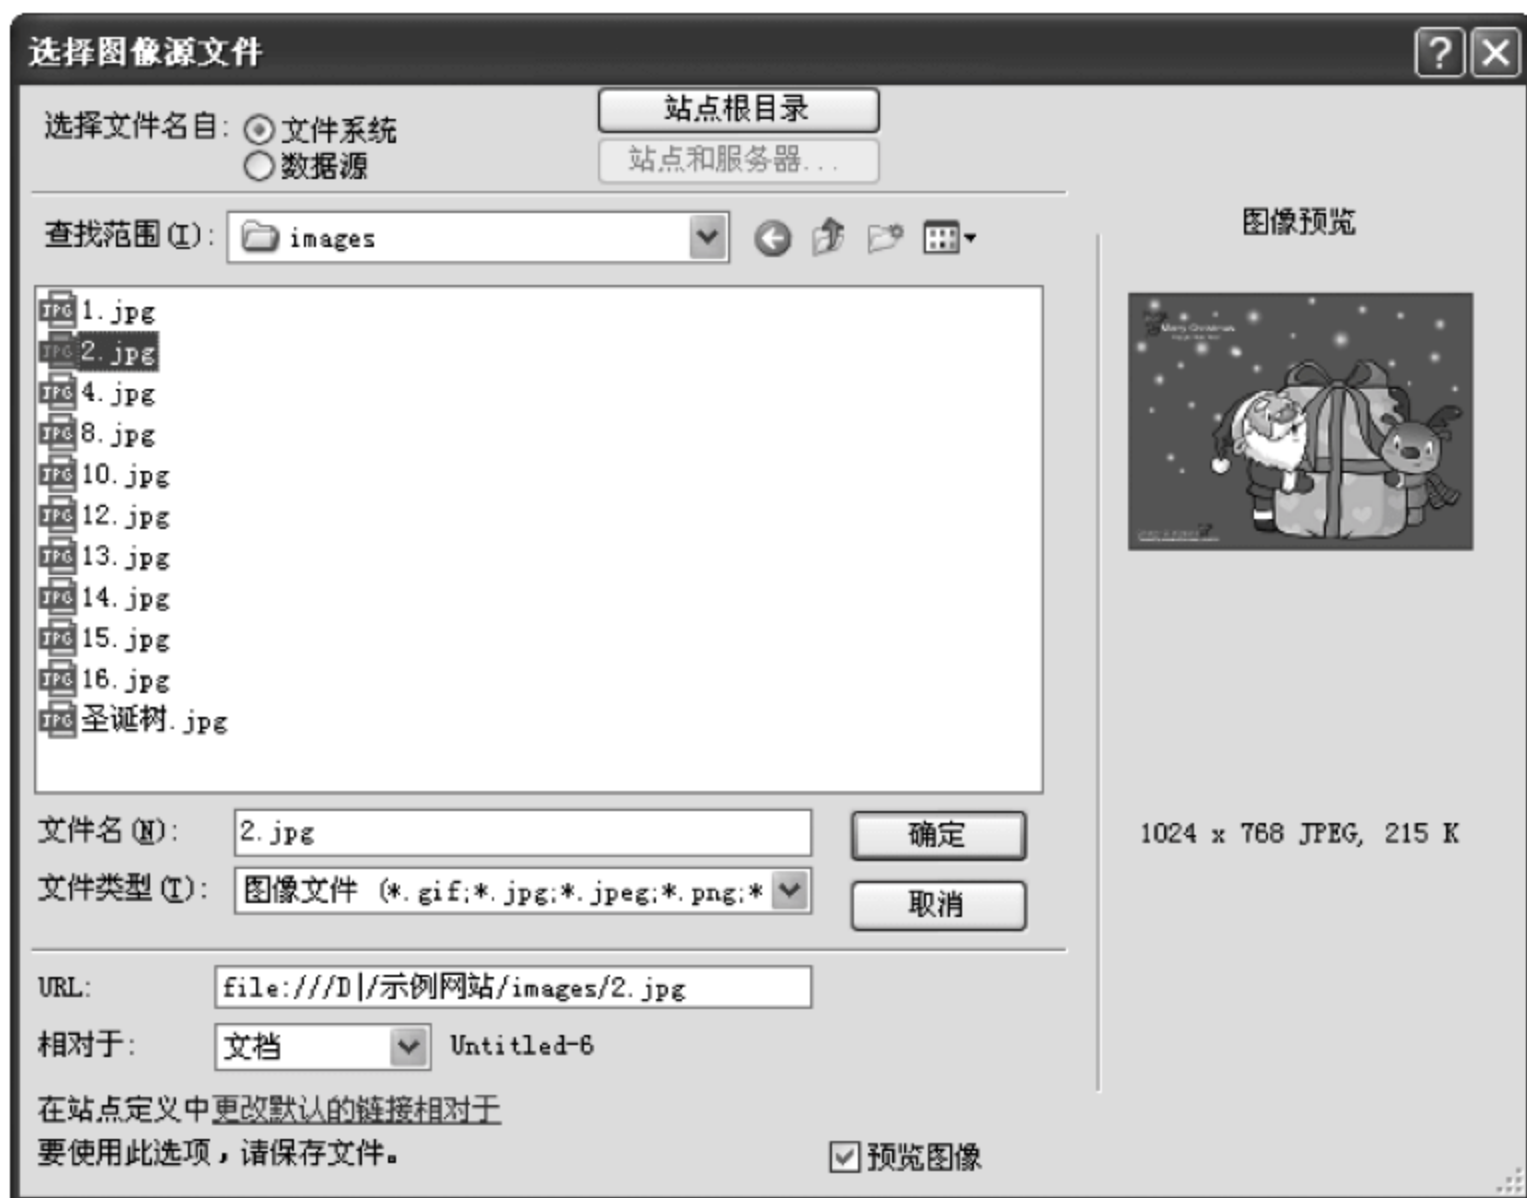 选择图像源文件
选择文件名自: 文件系统 站点根目录
数据源 站点和服务器...
查找范围(I): images
图像预览
1.jpg
2.jpg
4.jpg
8.jpg
10.jpg
12.jpg
13.jpg
14.jpg
15.jpg
16.jpg
圣诞树.jpg
Merry Christmas
文件名(N): 2.jpg 确定
1024 x 768 JPEG, 215 K
文件类型(T): 图像文件 (*.gif;*.jpg;*.jpeg;*.png;* 取消
URL: file:///D|/示例网站/images/2.jpg
相对于: 文档 Untitled-6
在站点定义中更改默认的链接相对于
要使用此选项，请保存文件。
预览图像